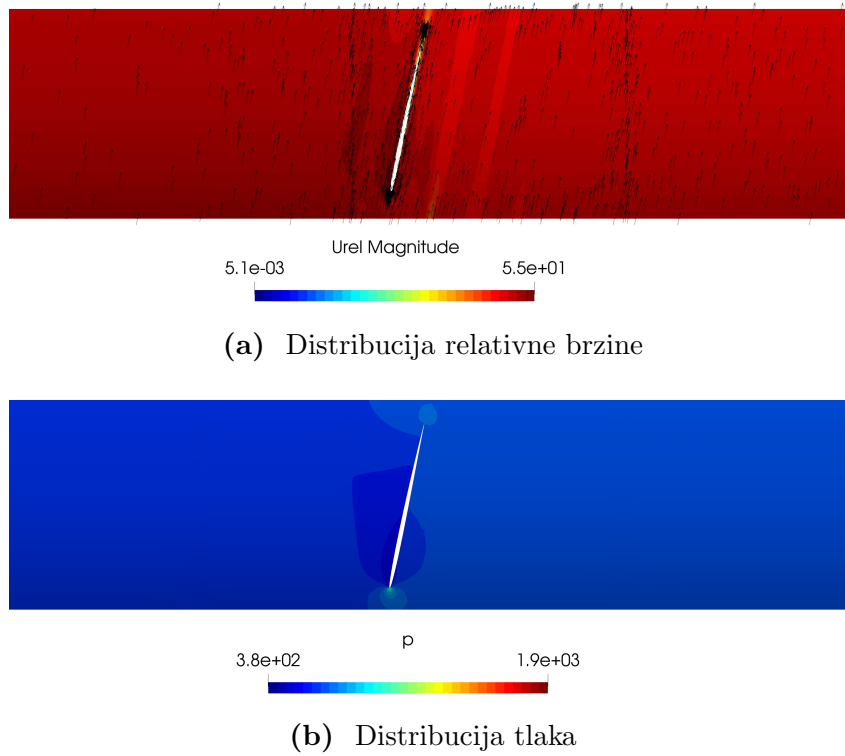 Urel Magnitude
5.1e-03 5.5e+01
(a) Distribucija relativne brzine
p
3.8e+02 1.9e+03
(b) Distribucija tlaka